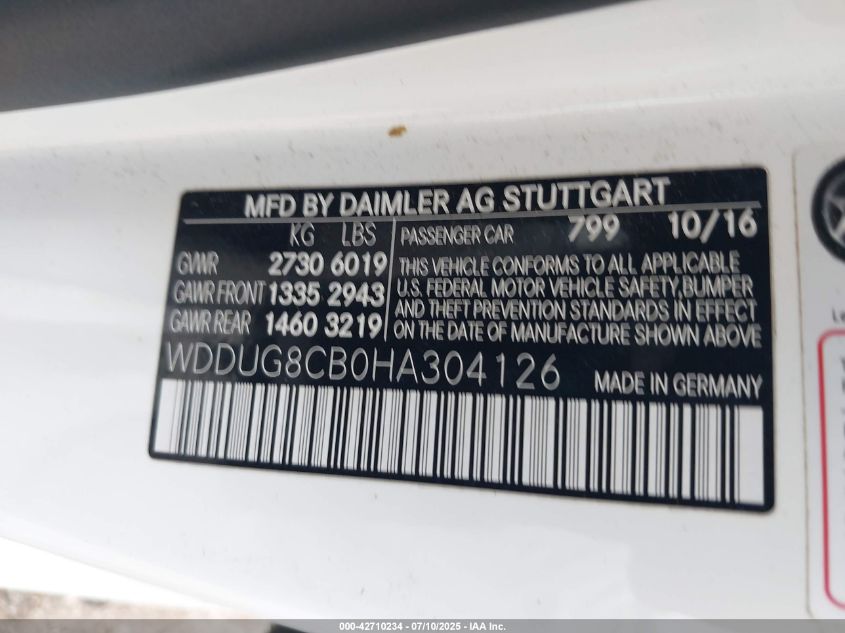 MFD BY DAIMLER AG STUTTGART
KG LBS
GVWR 2730 6019
GAWR FRONT 1335 2943
GAWR REAR 1460 3219
PASSENGER CAR 799 10/16
THIS VEHICLE CONFORMS TO ALL APPLICABLE
U.S. FEDERAL MOTOR VEHICLE SAFETY, BUMPER
AND THEFT PREVENTION STANDARDS IN EFFECT
ON THE DATE OF MANUFACTURE SHOWN ABOVE
WDDUG8CB0HA304126 MADE IN GERMANY
000-42710234 - 07/10/2025 - IAA Inc.